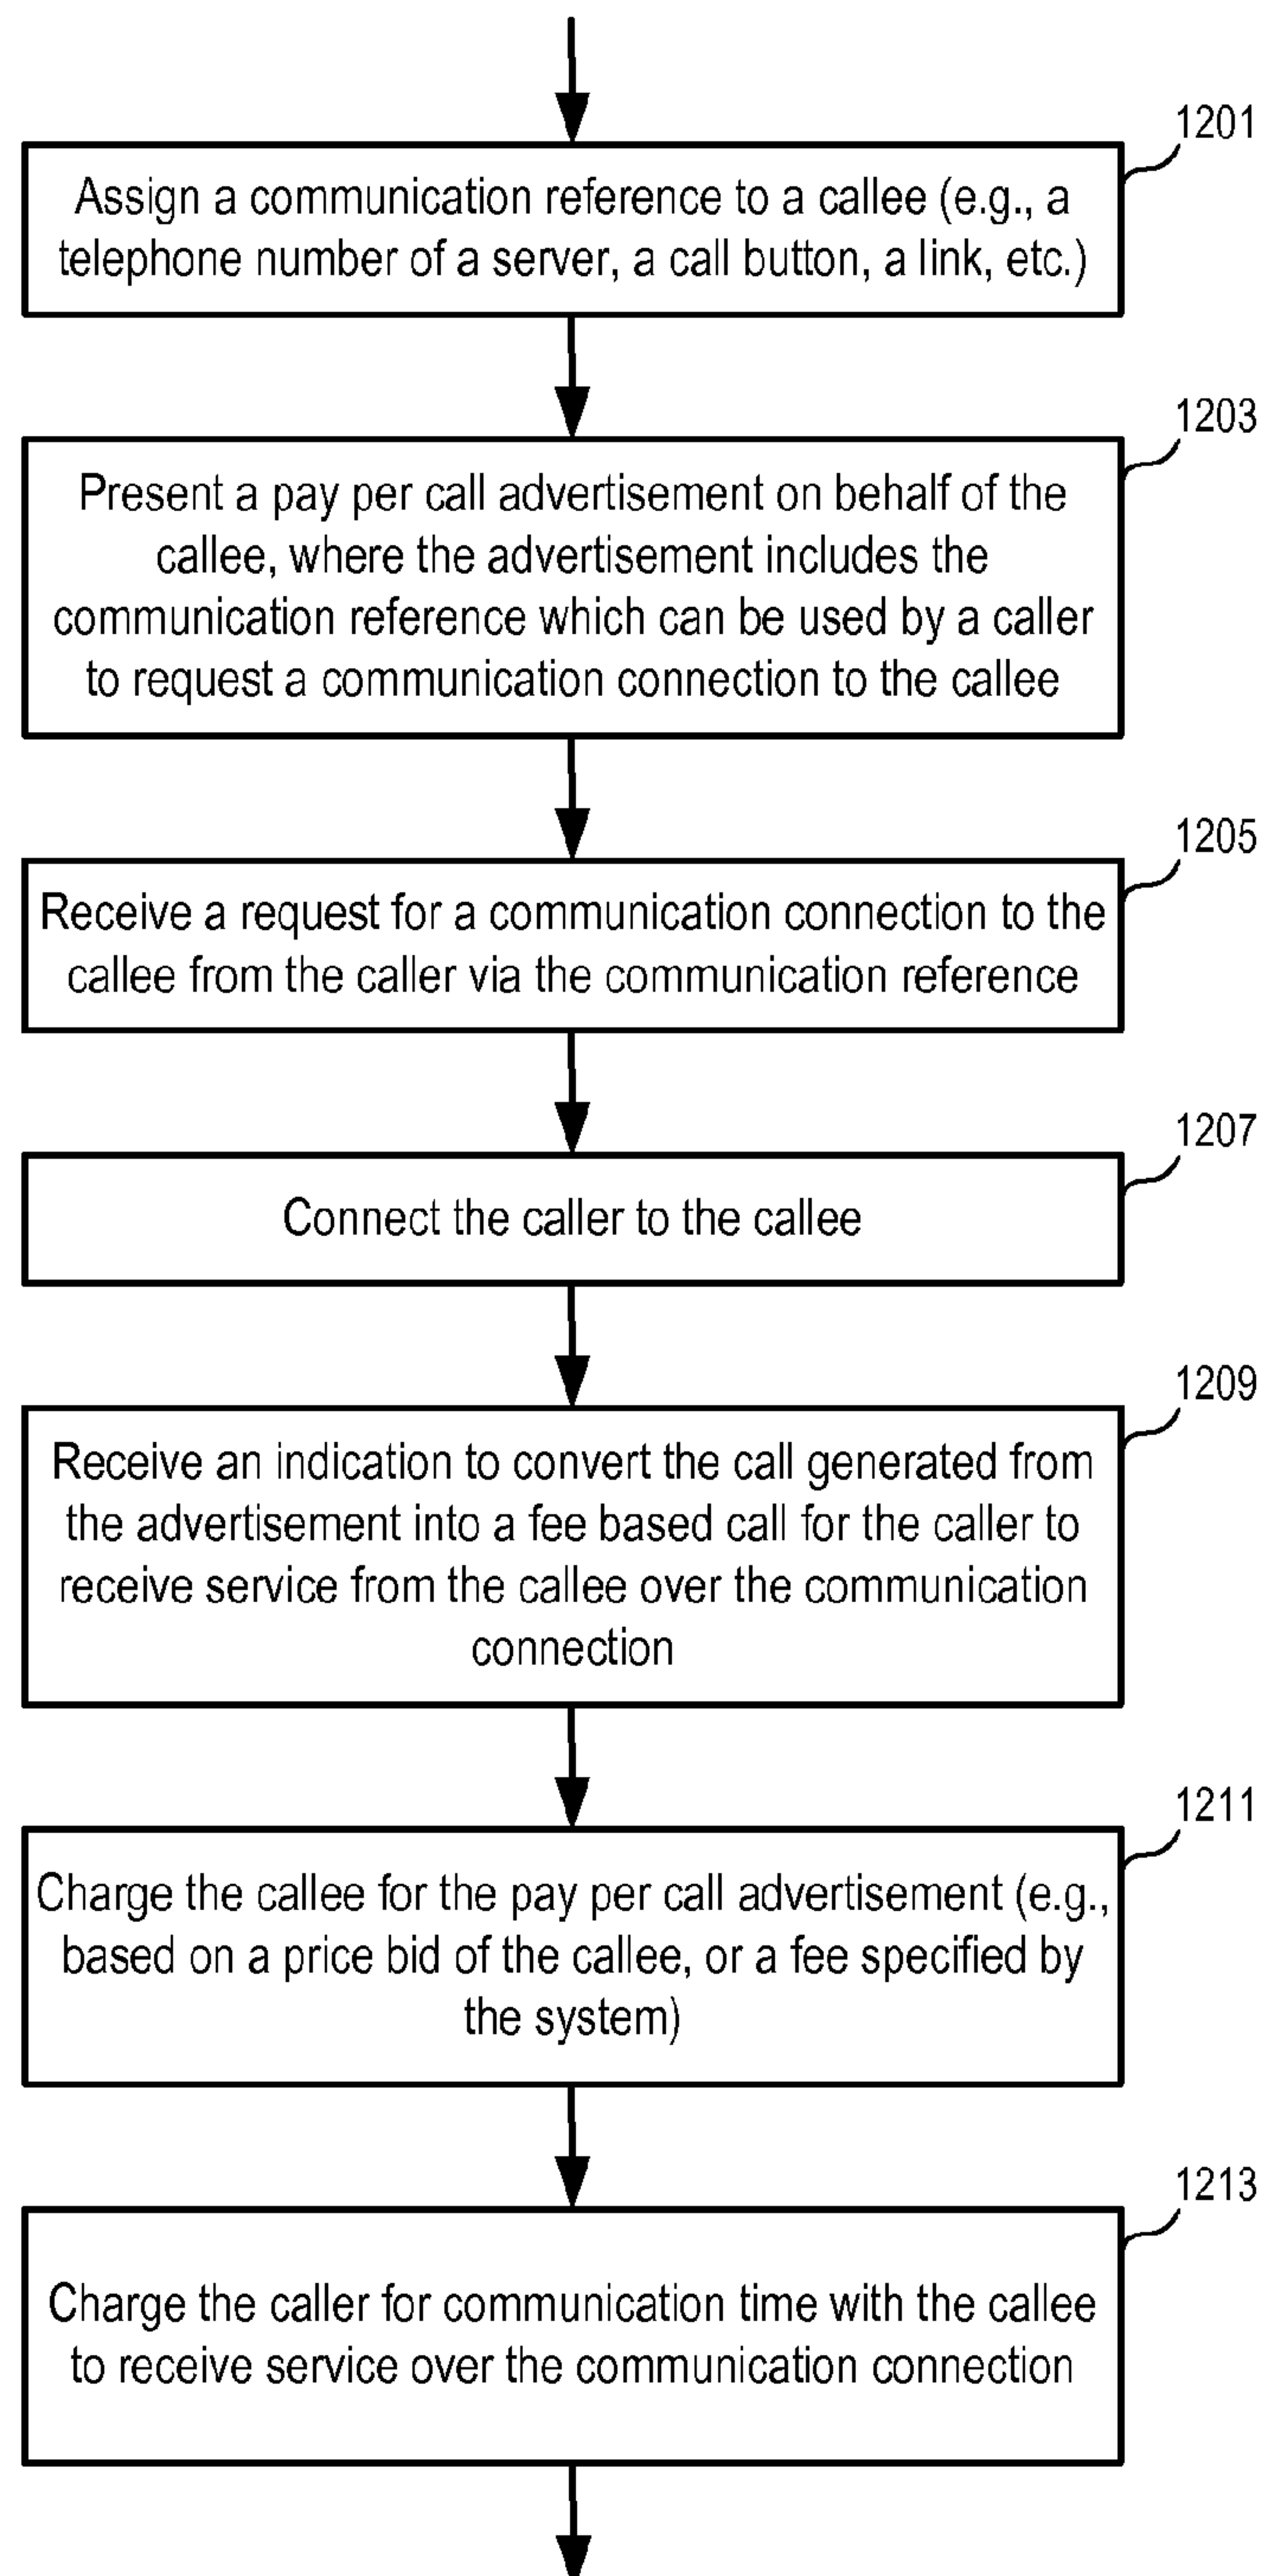 1201
Assign a communication reference to a callee (e.g., a
telephone number of a server, a call button, a link, etc.)
1203
Present a pay per call advertisement on behalf of the
callee, where the advertisement includes the
communication reference which can be used by a caller
to request a communication connection to the callee
1205
Receive a request for a communication connection to the
callee from the caller via the communication reference
1207
Connect the caller to the callee
1209
Receive an indication to convert the call generated from
the advertisement into a fee based call for the caller to
receive service from the callee over the communication
connection
1211
Charge the callee for the pay per call advertisement (e.g.,
based on a price bid of the callee, or a fee specified by
the system)
1213
Charge the caller for communication time with the callee
to receive service over the communication connection